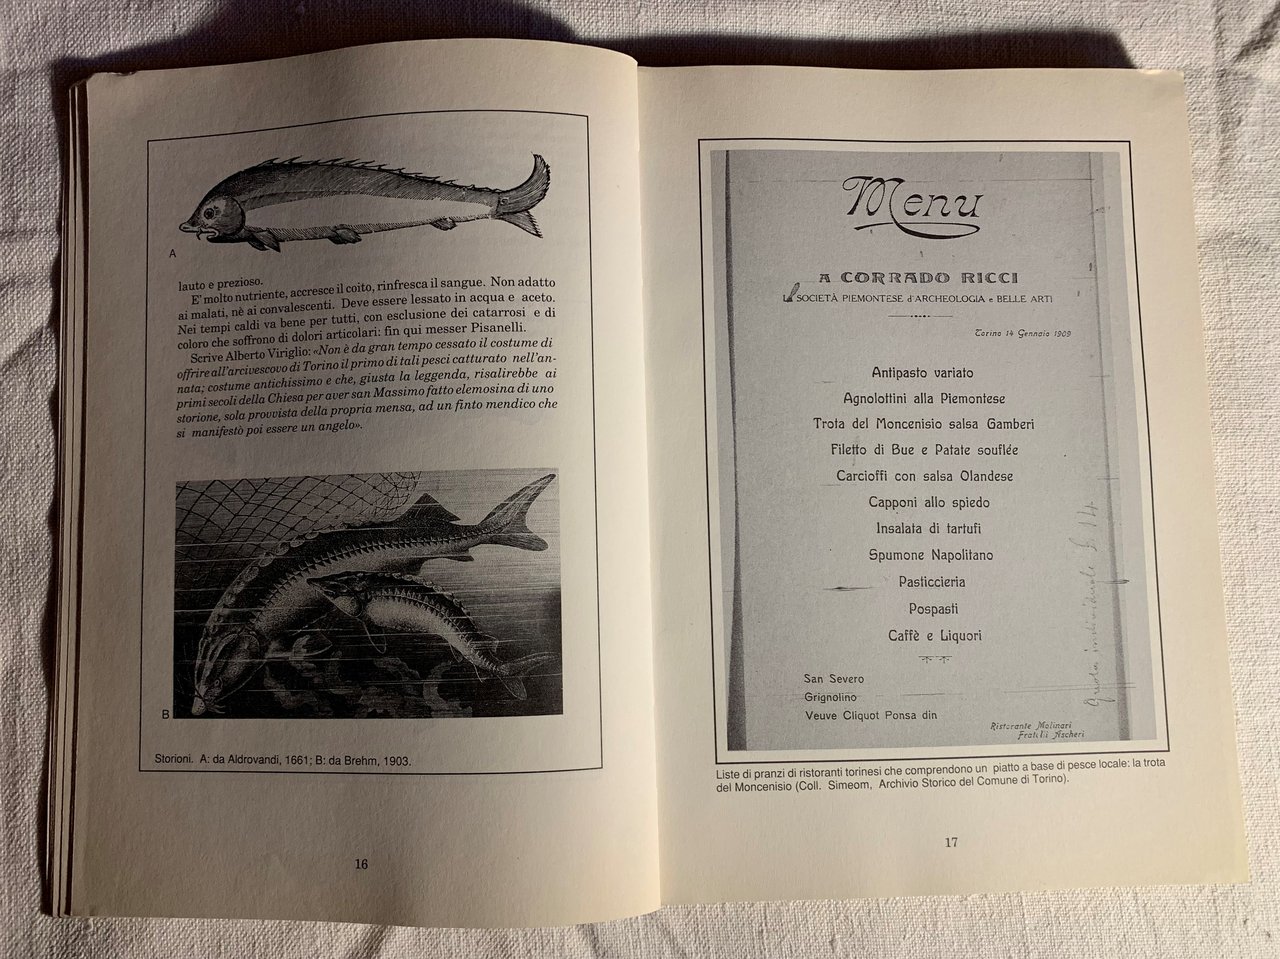 A
lauto e prezioso.
E' molto nutriente, accresce il coito, rinfresca il sangue. Non adatto
ai malati, nè ai convalescenti. Deve essere lessato in acqua e aceto.
Nei tempi caldi va bene per tutti, con esclusione dei catarrosi e di
coloro che soffrono di dolori articolari: fin qui messer Pisanelli.
Scrive Alberto Viriglio: «Non è da gran tempo cessato il costume di
offrire all'arcivescovo di Torino il primo di tali pesci catturato nell'an-
nata; costume antichissimo e che, giusta la leggenda, risalirebbe ai
primi secoli della Chiesa per aver san Massimo fatto elemosina di uno
storione, sola provvista della propria mensa, ad un finto mendico che
si manifestò poi essere un angelo».
B
Storioni. A: da Aldrovandi, 1661; B: da Brehm, 1903.
16
Menu
A CORRADO RICCI
LA SOCIETÀ PIEMONTESE d'ARCHEOLOGIA e BELLE ARTI
Torino 14 Gennaio 1909
Antipasto variato
Agnolottini alla Piemontese
Trota del Moncenisio salsa Gamberi
Filetto di Bue e Patate souflée
Carcioffi con salsa Olandese
Capponi allo spiedo
Insalata di tartufi
Spumone Napolitano
Pasticcieria
Pospasti
Caffè e Liquori
San Severo
Grignolino
Veuve Cliquot Ponsa din
Ristorante Molinari
Fratelli Ascheri
Quota individuale L. 14
Liste di pranzi di ristoranti torinesi che comprendono un piatto a base di pesce locale: la trota
del Moncenisio (Coll. Simeom, Archivio Storico del Comune di Torino).
17